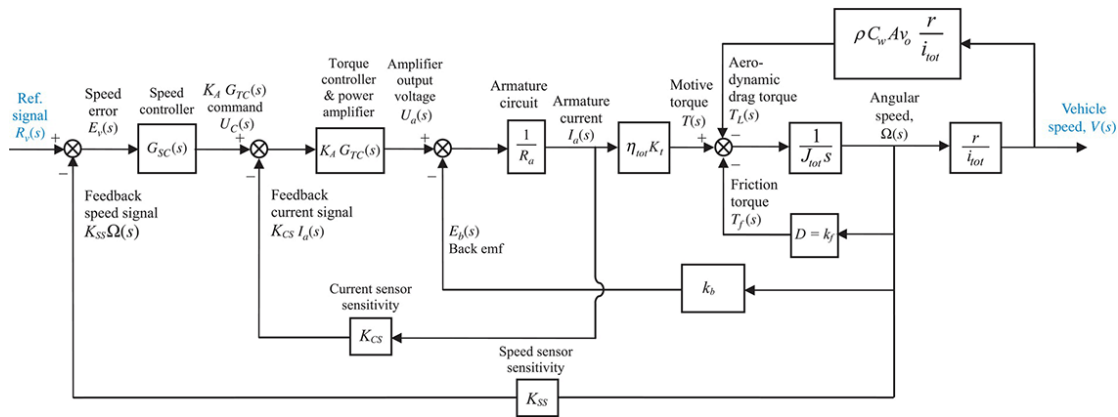 ρ C_w A v_o r/i_tot
Ref.
signal
R_v(s)
+
−
Speed
error
E_v(s)
Speed
controller
G_SC(s)
K_A G_TC(s)
command
U_C(s)
+
−
Torque
controller
& power
amplifier
K_A G_TC(s)
Amplifier
output
voltage
U_a(s)
+
−
Armature
circuit
1/R_a
Armature
current
I_a(s)
η_tot K_t
Motive
torque
T(s)
+
−
−
Aero-
dynamic
drag torque
T_L(s)
1/J_tot s
Angular
speed,
Ω(s)
r/i_tot
Vehicle
speed, V(s)
Feedback
speed signal
K_SS Ω(s)
Feedback
current signal
K_CS I_a(s)
E_b(s)
Back emf
Friction
torque
T_f(s)
D = k_f
k_b
Current sensor
sensitivity
K_CS
Speed sensor
sensitivity
K_SS